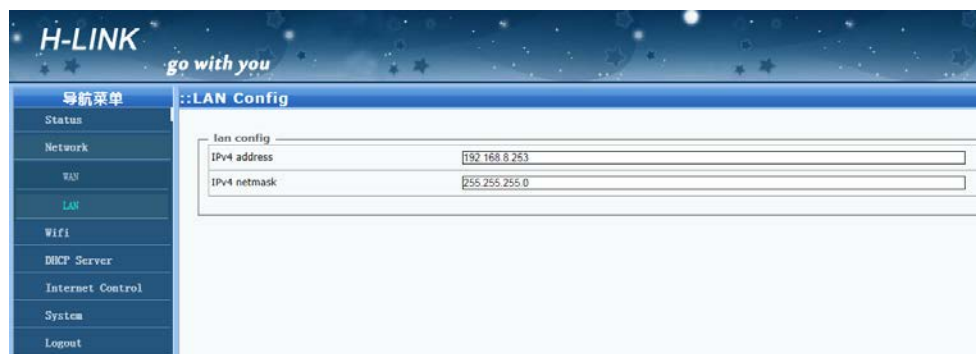 H-LINK
go with you
导航菜单
::LAN Config
Status
Network
WAN
LAN
Wifi
DHCP Server
Internet Control
System
Logout
lan config
IPv4 address
192.168.8.253
IPv4 netmask
255.255.255.0